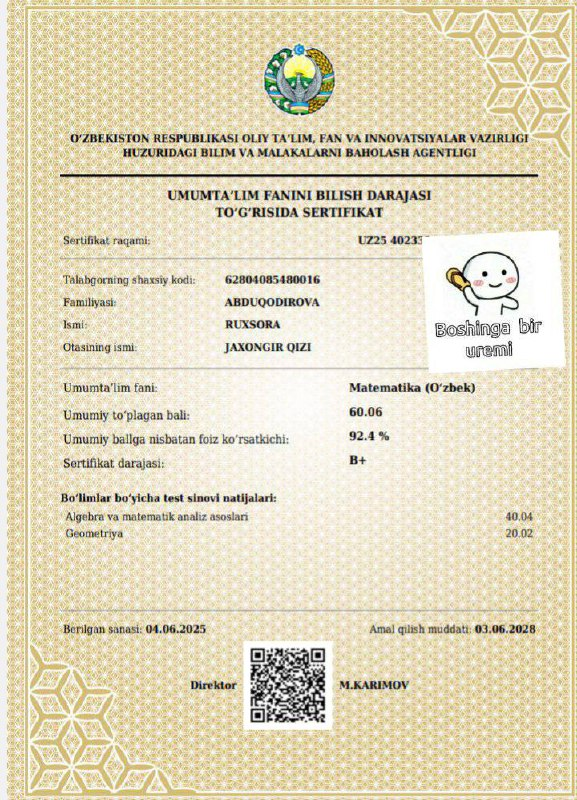 O‘ZBEKISTON RESPUBLIKASI OLIY TA’LIM, FAN VA INNOVATSIYALAR VAZIRLIGI
HUZURIDAGI BILIM VA MALAKALARNI BAHOLASH AGENTLIGI
UMUMTA’LIM FANINI BILISH DARAJASI
TO‘G‘RISIDA SERTIFIKAT
Sertifikat raqami: UZ25
Talabgorning shaxsiy kodi: 62804085480016
Familiyasi: ABDUQODIROVA
Ismi: RUXSORA
Otasining ismi: JAXONGIR QIZI
Boshinga bir
uremi
Umumta’lim fani: Matematika (O‘zbek)
Umumiy to‘plagan bali: 60.06
Umumiy ballga nisbatan foiz ko‘rsatkichi: 92.4 %
Sertifikat darajasi: B+
Bo‘limlar bo‘yicha test sinovi natijalari:
Algebra va matematik analiz asoslari 40.04
Geometriya 20.02
Berilgan sanasi: 04.06.2025 Amal qilish muddati: 03.06.2028
Direktor M.KARIMOV